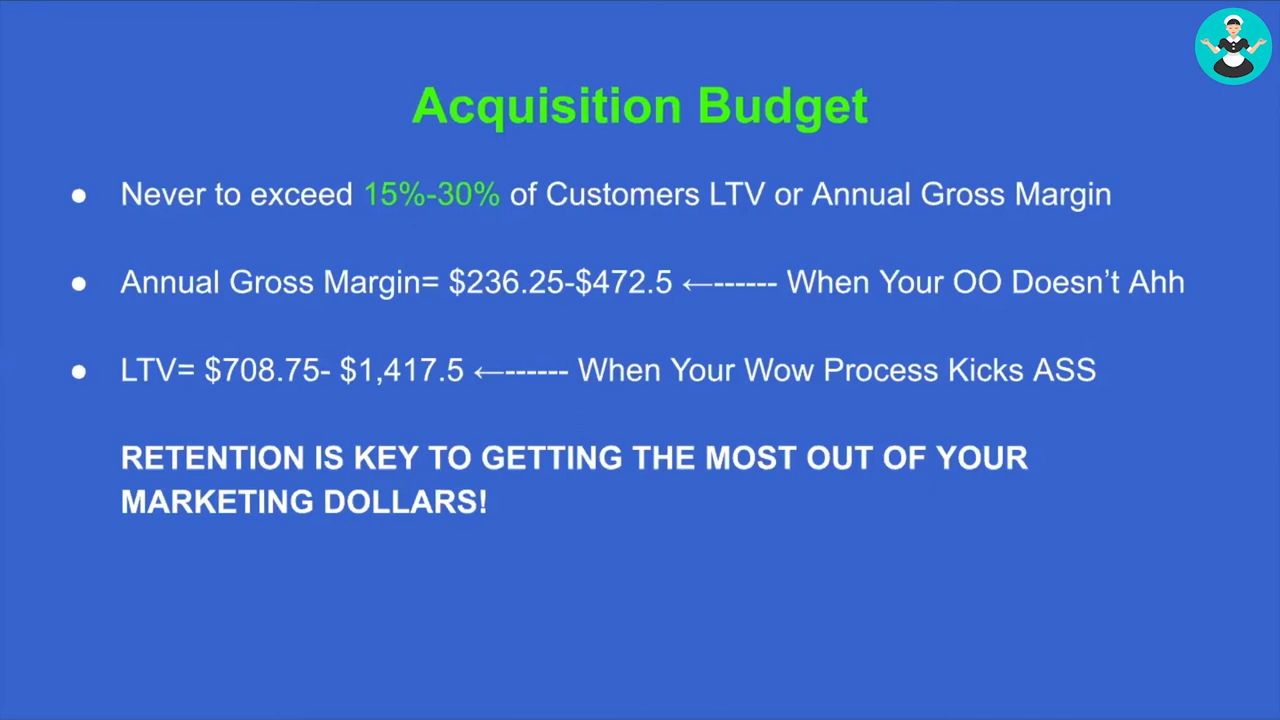 Acquisition Budget
● Never to exceed 15%-30% of Customers LTV or Annual Gross Margin
● Annual Gross Margin= $236.25-$472.5 ←------ When Your OO Doesn’t Ahh
● LTV= $708.75- $1,417.5 ←------ When Your Wow Process Kicks ASS
RETENTION IS KEY TO GETTING THE MOST OUT OF YOUR
MARKETING DOLLARS!